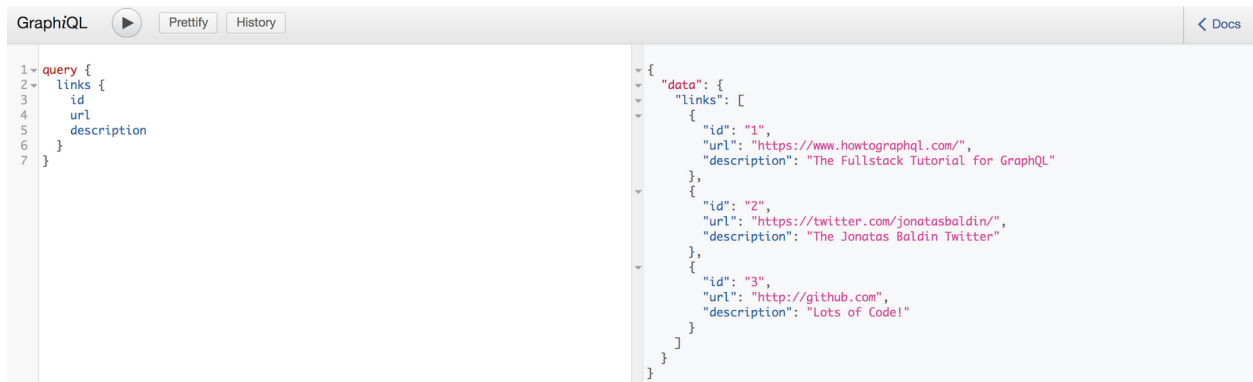 GraphiQL Prettify History Docs
1 query {
2 links {
3 id
4 url
5 description
6 }
7 }
{
"data": {
"links": [
{
"id": "1",
"url": "https://www.howtographql.com/",
"description": "The Fullstack Tutorial for GraphQL"
},
{
"id": "2",
"url": "https://twitter.com/jonatasbaldin/",
"description": "The Jonatas Baldin Twitter"
},
{
"id": "3",
"url": "http://github.com",
"description": "Lots of Code!"
}
]
}
}